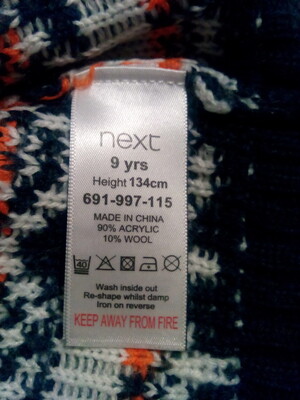 next
9 yrs
Height 134cm
691-997-115
MADE IN CHINA
90% ACRYLIC
10% WOOL
40
Wash inside out
Re-shape whilst damp
Iron on reverse
KEEP AWAY FROM FIRE